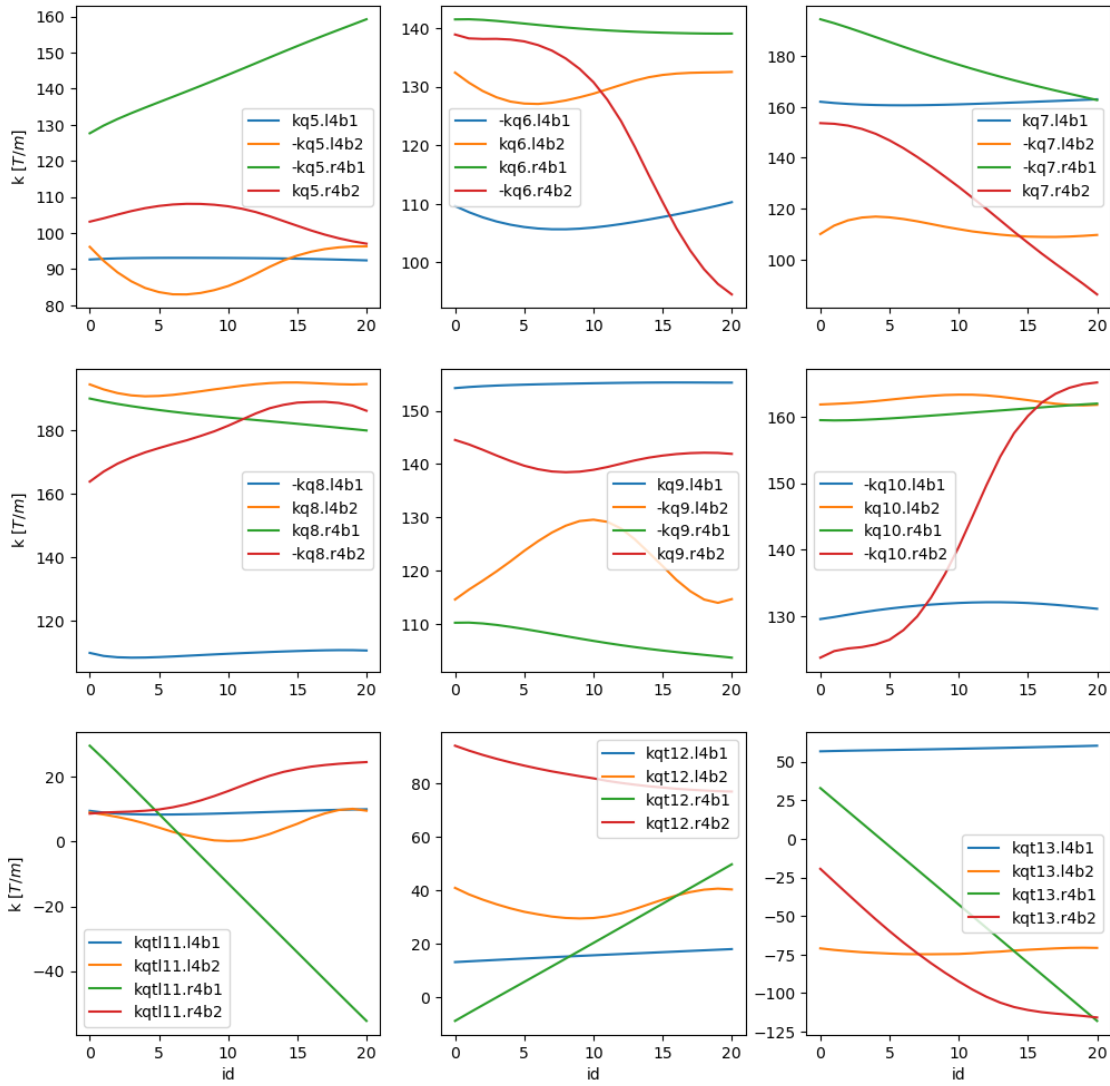 160
150
140
130
120
110
100
90
80
k [T/m]
0 5 10 15 20
kq5.l4b1
-kq5.l4b2
-kq5.r4b1
kq5.r4b2
140
130
120
110
100
0 5 10 15 20
-kq6.l4b1
kq6.l4b2
kq6.r4b1
-kq6.r4b2
180
160
140
120
100
0 5 10 15 20
kq7.l4b1
-kq7.l4b2
-kq7.r4b1
kq7.r4b2
180
160
140
120
k [T/m]
0 5 10 15 20
-kq8.l4b1
kq8.l4b2
kq8.r4b1
-kq8.r4b2
150
140
130
120
110
0 5 10 15 20
kq9.l4b1
-kq9.l4b2
-kq9.r4b1
kq9.r4b2
160
150
140
130
0 5 10 15 20
-kq10.l4b1
kq10.l4b2
kq10.r4b1
-kq10.r4b2
20
0
−20
−40
k [T/m]
0 5 10 15 20
id
kqtl11.l4b1
kqtl11.l4b2
kqtl11.r4b1
kqtl11.r4b2
80
60
40
20
0
0 5 10 15 20
id
kqt12.l4b1
kqt12.l4b2
kqt12.r4b1
kqt12.r4b2
50
25
0
−25
−50
−75
−100
−125
0 5 10 15 20
id
kqt13.l4b1
kqt13.l4b2
kqt13.r4b1
kqt13.r4b2